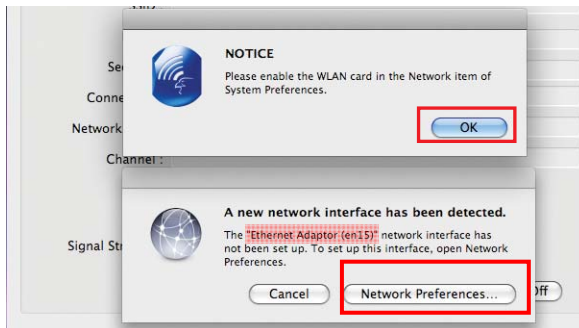 NOTICE
Please enable the WLAN card in the Network item of
System Preferences.
Conne
OK
Network
Channel :
A new network interface has been detected.
The "Ethernet Adaptor (en15)" network interface has
not been set up. To set up this interface, open Network
Preferences.
Signal Str
Cancel
Network Preferences...